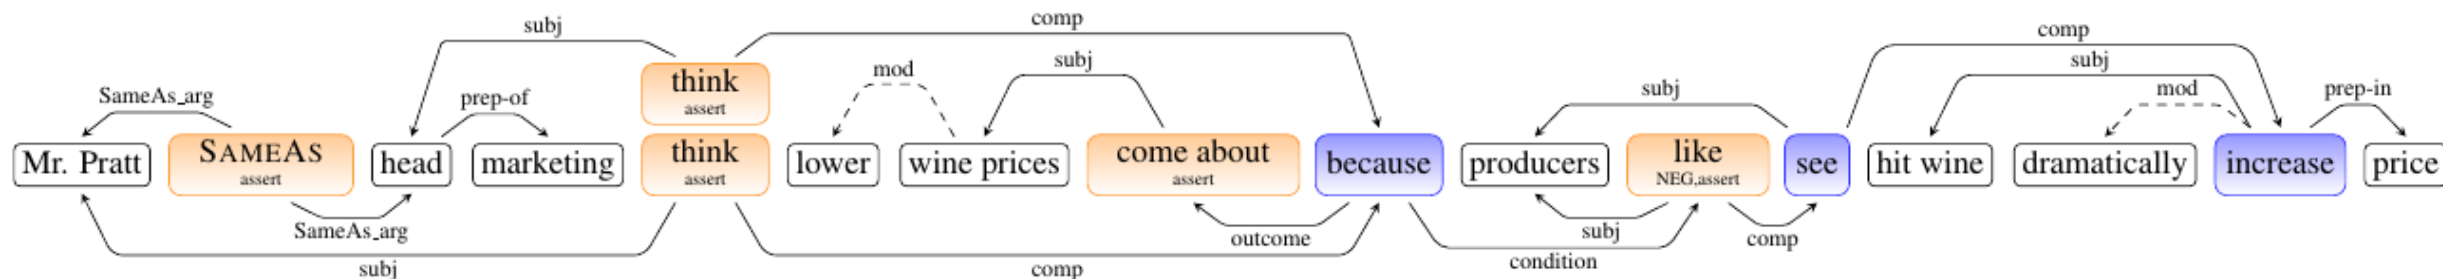 comp
subj
comp
think
assert
mod
subj
subj
subj
mod
prep-in
SameAs_arg
prep-of
Mr. Pratt
SAMEAS
assert
head
marketing
think
assert
lower
wine prices
come about
assert
because
producers
like
NEG,assert
see
hit wine
dramatically
increase
price
SameAs_arg
outcome
subj
comp
subj
comp
condition